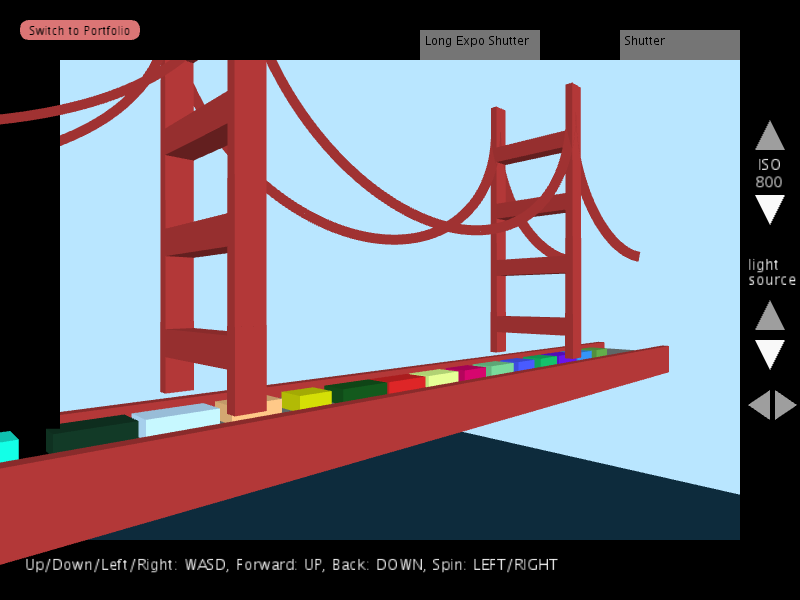 Switch to Portfolio
Long Expo Shutter
Shutter
ISO
800
light
source
Up/Down/Left/Right: WASD, Forward: UP, Back: DOWN, Spin: LEFT/RIGHT